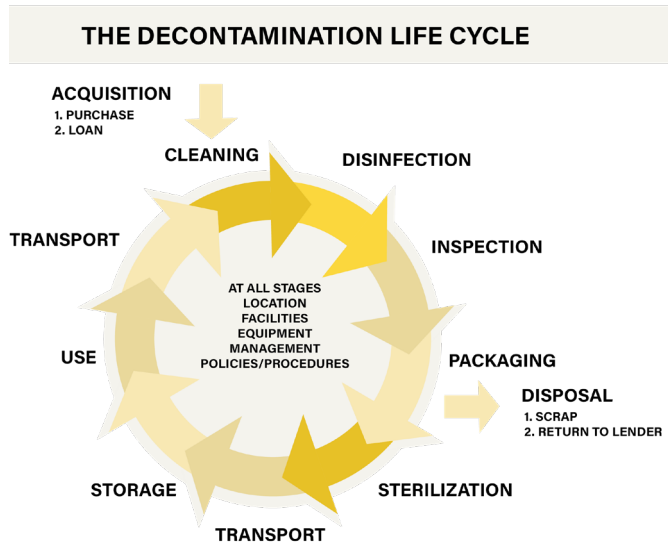 THE DECONTAMINATION LIFE CYCLE
ACQUISITION
1. PURCHASE
2. LOAN
CLEANING
DISINFECTION
INSPECTION
PACKAGING
DISPOSAL
1. SCRAP
2. RETURN TO LENDER
STERILIZATION
TRANSPORT
STORAGE
USE
TRANSPORT
AT ALL STAGES
LOCATION
FACILITIES
EQUIPMENT
MANAGEMENT
POLICIES/PROCEDURES